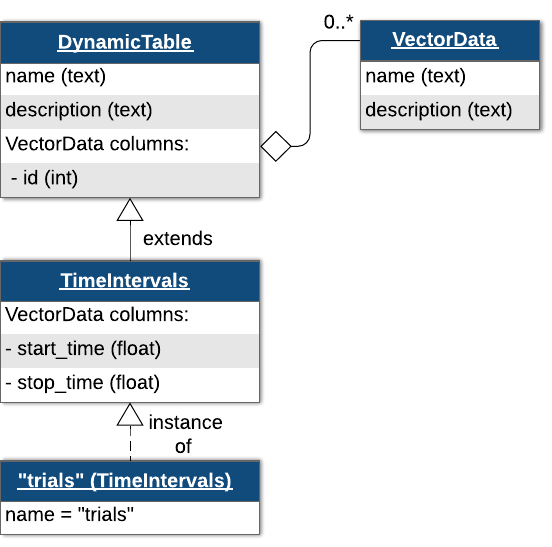 DynamicTable
name (text)
description (text)
VectorData columns:
- id (int)
0..*
VectorData
name (text)
description (text)
extends
TimeIntervals
VectorData columns:
- start_time (float)
- stop_time (float)
instance
of
"trials" (TimeIntervals)
name = "trials"